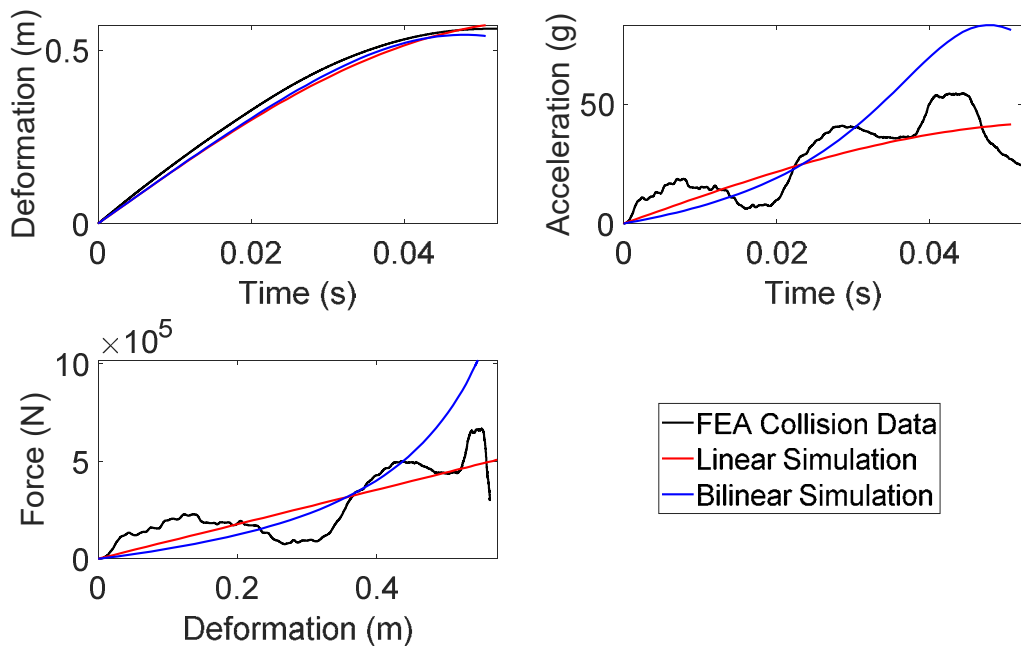 Deformation (m)
0.5
0
0
0.02
0.04
Time (s)
Acceleration (g)
50
0
0
0.02
0.04
Time (s)
×10^5
Force (N)
10
5
0
0
0.2
0.4
Deformation (m)
FEA Collision Data
Linear Simulation
Bilinear Simulation